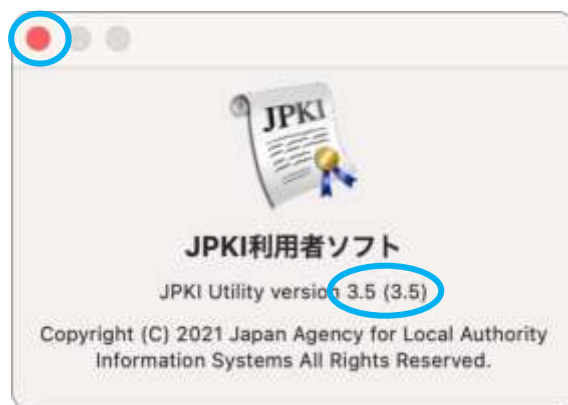 JPKI
JPKI利用者ソフト
JPKI Utility version 3.5 (3.5)
Copyright (C) 2021 Japan Agency for Local Authority
Information Systems All Rights Reserved.